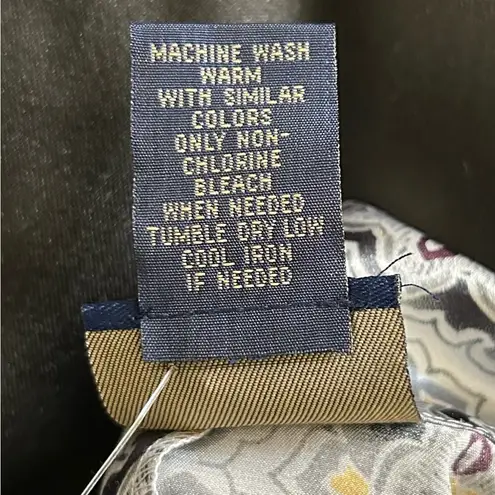 MACHINE WASH
WARM
WITH SIMILAR
COLORS
ONLY NON-
CHLORINE
BLEACH
WHEN NEEDED
TUMBLE DRY LOW
COOL IRON
IF NEEDED